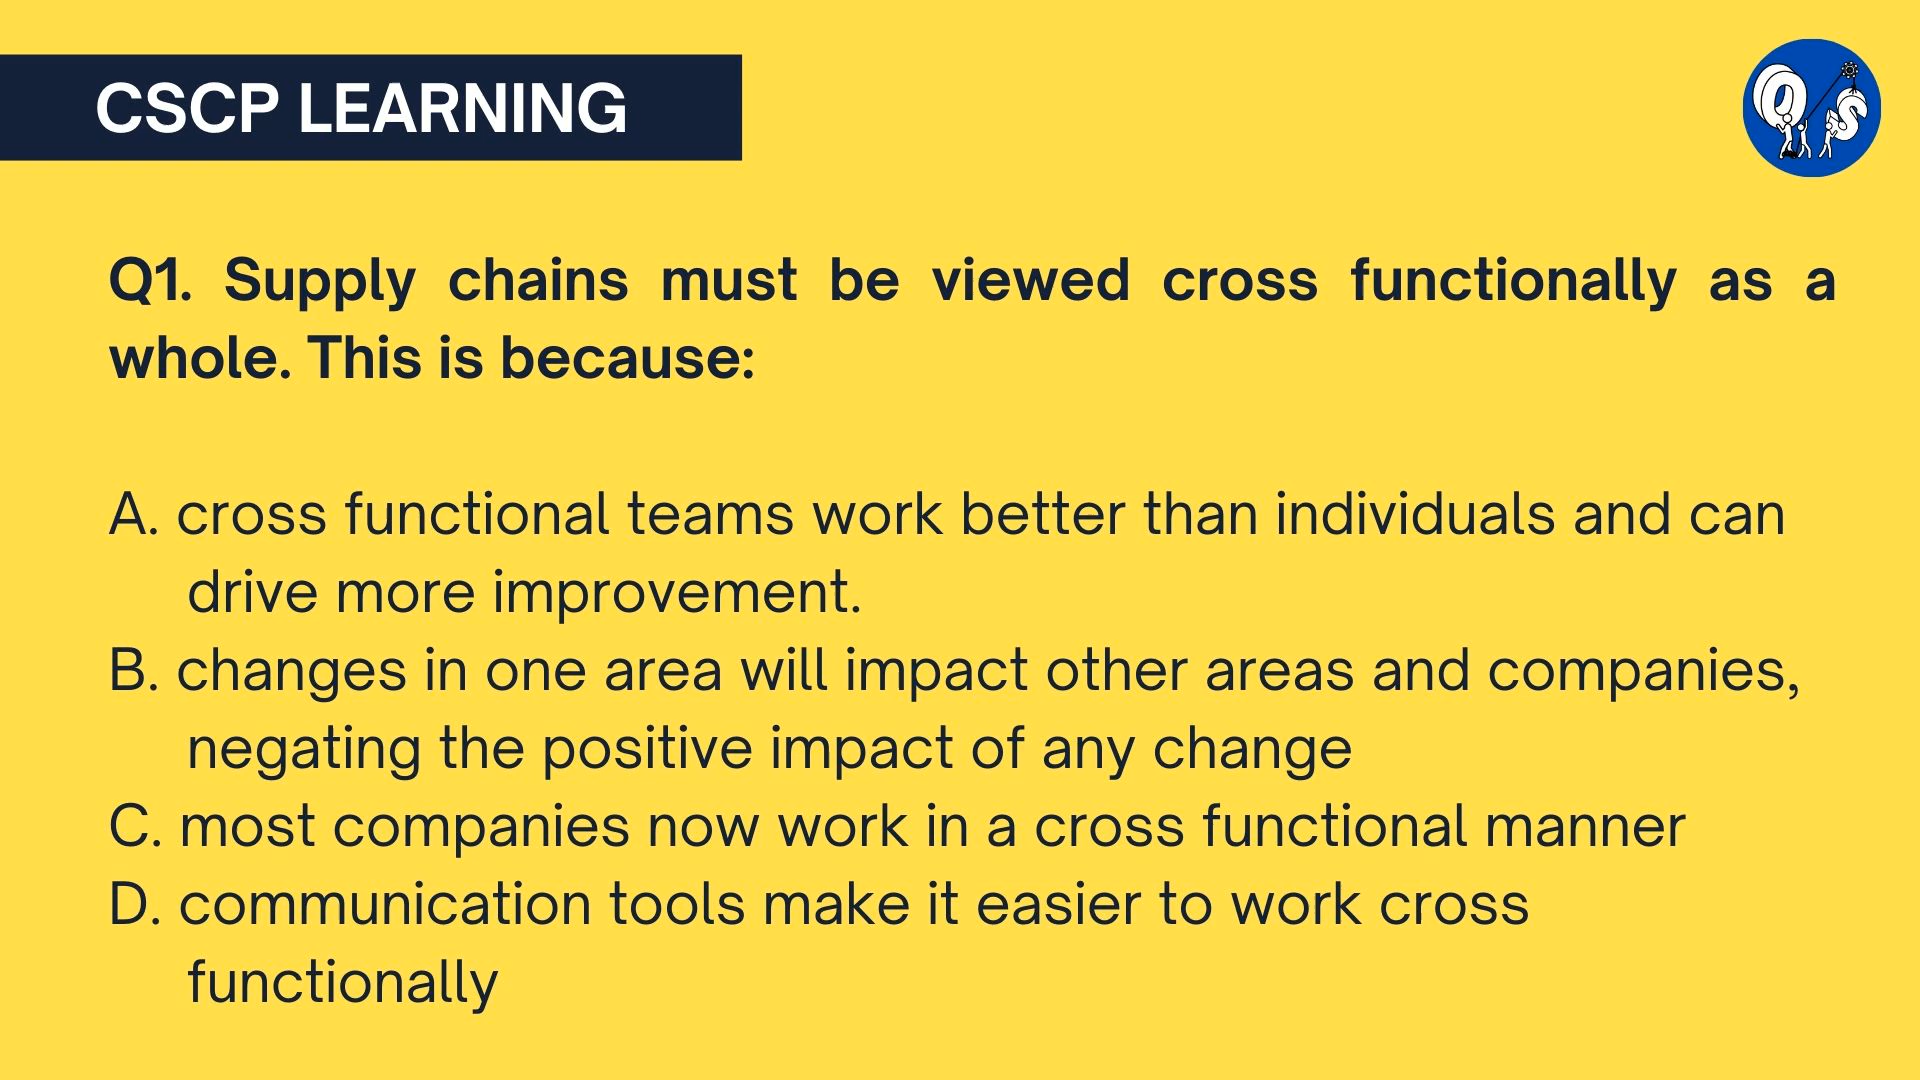 CSCP LEARNING
Q S
Q1. Supply chains must be viewed cross functionally as a
whole. This is because:
A. cross functional teams work better than individuals and can
drive more improvement.
B. changes in one area will impact other areas and companies,
negating the positive impact of any change
C. most companies now work in a cross functional manner
D. communication tools make it easier to work cross
functionally